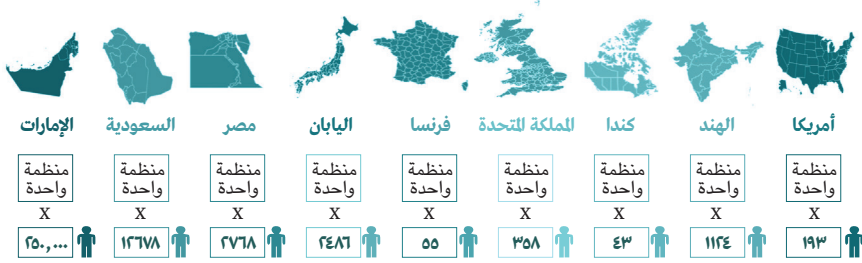 أمريكا الهند كندا المملكة المتحدة فرنسا اليابان مصر السعودية الإمارات
منظمة منظمة منظمة منظمة منظمة منظمة منظمة منظمة منظمة
واحدة واحدة واحدة واحدة واحدة واحدة واحدة واحدة واحدة
X X X X X X X X X
١٩٣ ١١٢٤ ٤٣ ٣٥٨ ٥٥ ٢٤٨٦ ٢٧٦٨ ١٢٦٧٨ ٢٥٠,٠٠٠